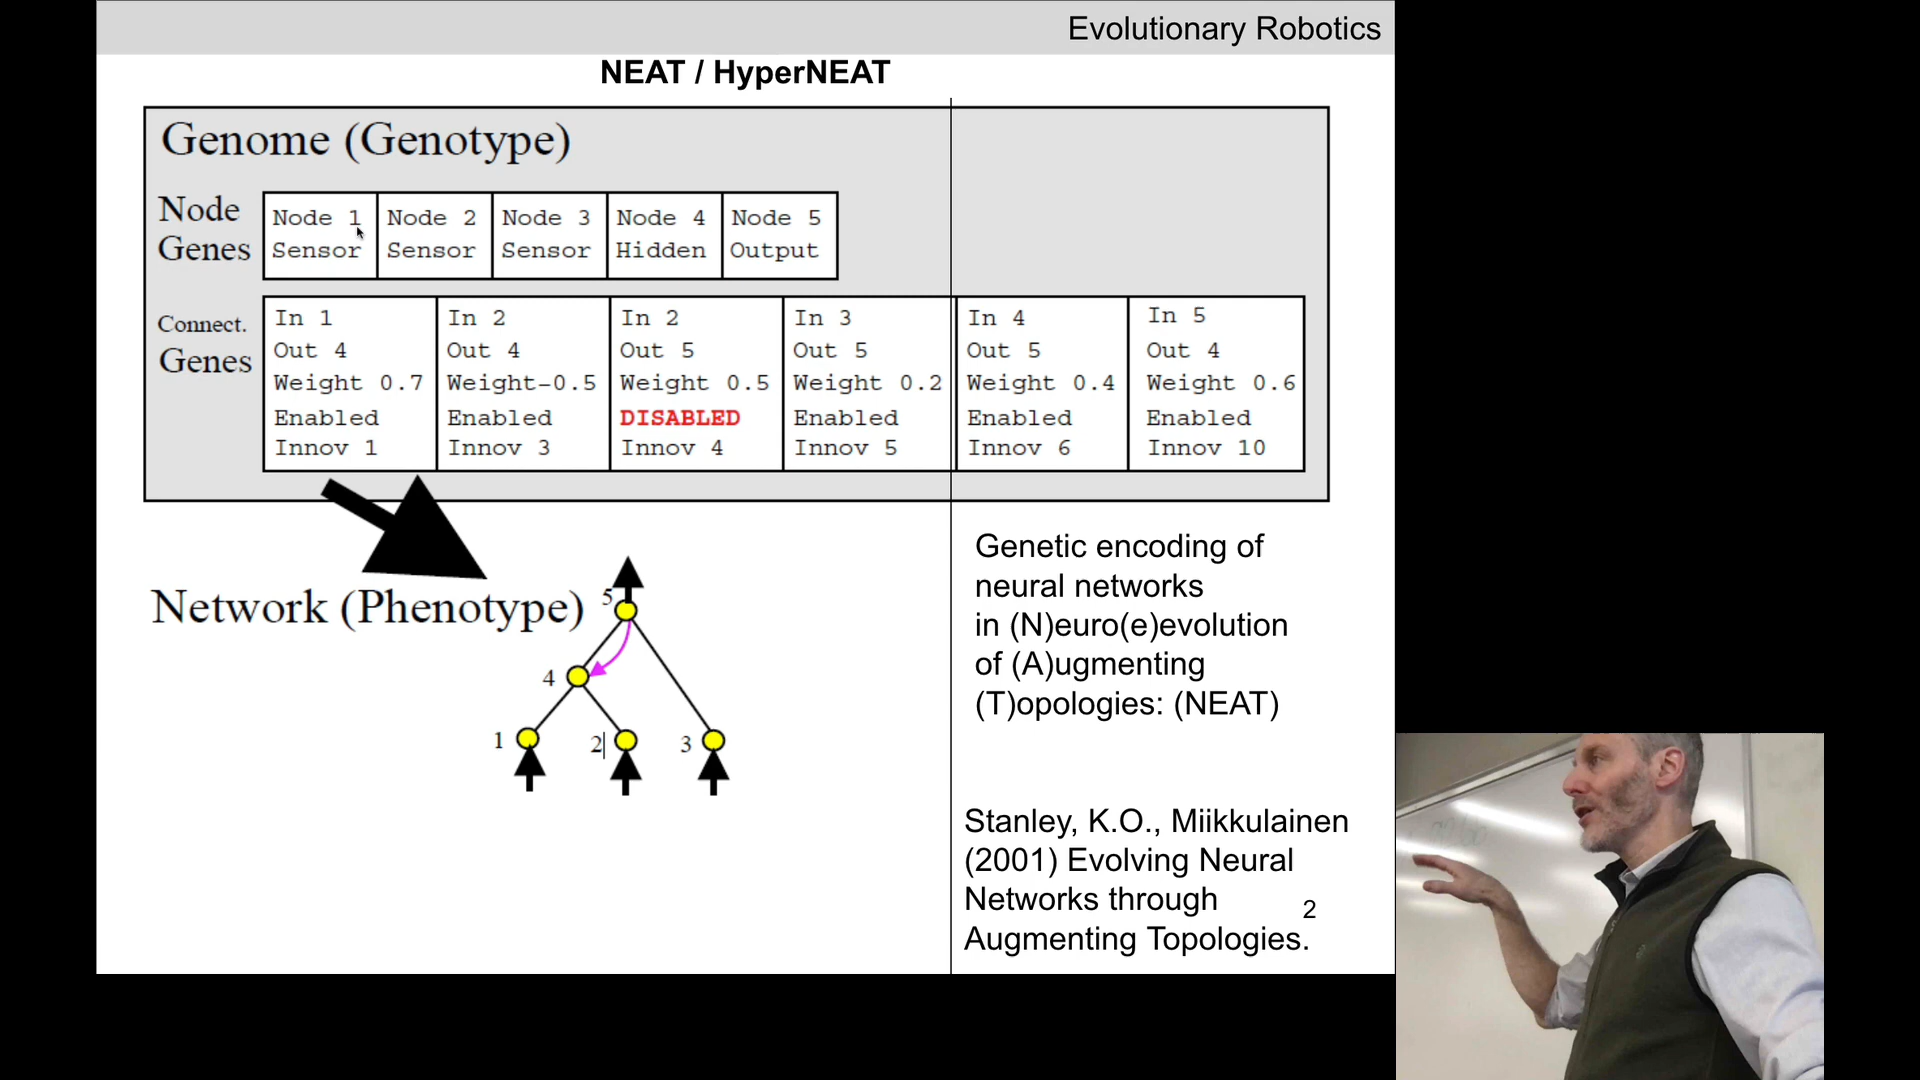 Evolutionary Robotics
NEAT / HyperNEAT
Genome (Genotype)
Node
Genes
Node 1
Sensor
Node 2
Sensor
Node 3
Sensor
Node 4
Hidden
Node 5
Output
Connect.
Genes
In 1
Out 4
Weight 0.7
Enabled
Innov 1
In 2
Out 4
Weight-0.5
Enabled
Innov 3
In 2
Out 5
Weight 0.5
DISABLED
Innov 4
In 3
Out 5
Weight 0.2
Enabled
Innov 5
In 4
Out 5
Weight 0.4
Enabled
Innov 6
In 5
Out 4
Weight 0.6
Enabled
Innov 10
Network (Phenotype)
5
4
1
2
3
Genetic encoding of
neural networks
in (N)euro(e)evolution
of (A)ugmenting
(T)opologies: (NEAT)
Stanley, K.O., Miikkulainen
(2001) Evolving Neural
Networks through
Augmenting Topologies.
2